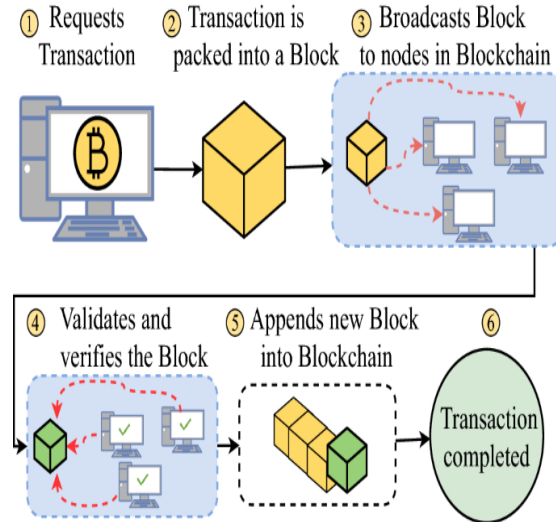 1 Requests
Transaction
2 Transaction is
packed into a Block
3 Broadcasts Block
to nodes in Blockchain
4 Validates and
verifies the Block
5 Appends new Block
into Blockchain
6
Transaction
completed